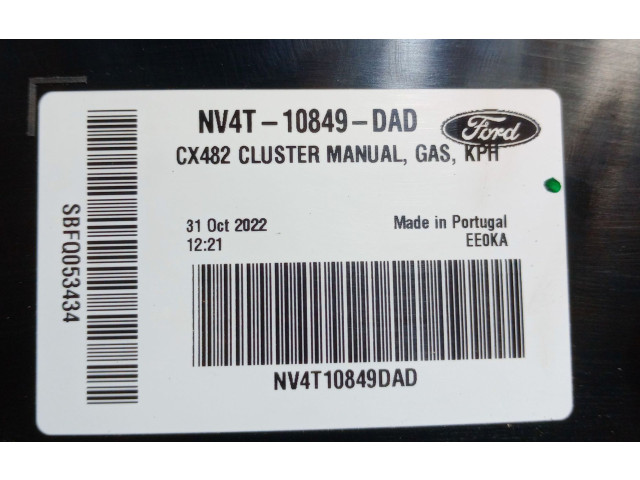 NV4T-10849-DAD
Ford
CX482 CLUSTER MANUAL, GAS, KPH
31 Oct 2022
12:21
Made in Portugal
EE0KA
NV4T10849DAD
SBFQ053434